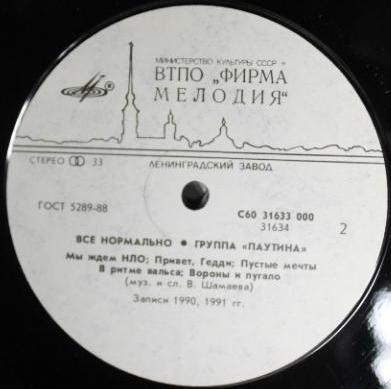 МИНИСТЕРСТВО КУЛЬТУРЫ СССР
ВТПО „ФИРМА
МЕЛОДИЯ“
СТЕРЕО 33
ЛЕНИНГРАДСКИЙ ЗАВОД
ГОСТ 5289-88
С60 31633 000
31634
2
ВСЕ НОРМАЛЬНО ● ГРУППА «ПАУТИНА»
Мы ждем НЛО; Привет, Гедди; Пустые мечты
В ритме вальса; Вороны и пугало
(муз. и сл. В. Шамаева)
Записи 1990, 1991 гг.